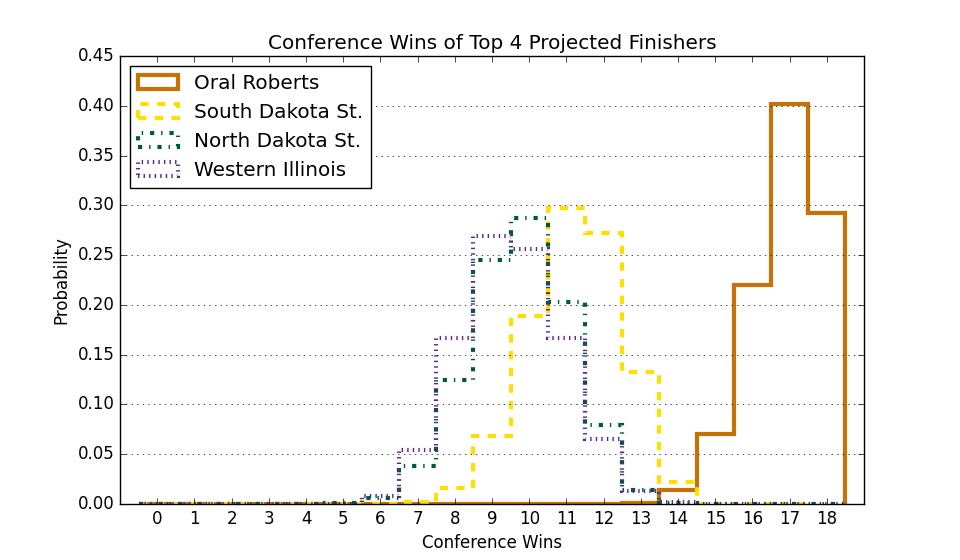 Conference Wins of Top 4 Projected Finishers
0.45
0.40
0.35
0.30
0.25
0.20
0.15
0.10
0.05
0.00
Probability
Oral Roberts
South Dakota St.
North Dakota St.
Western Illinois
0 1 2 3 4 5 6 7 8 9 10 11 12 13 14 15 16 17 18
Conference Wins